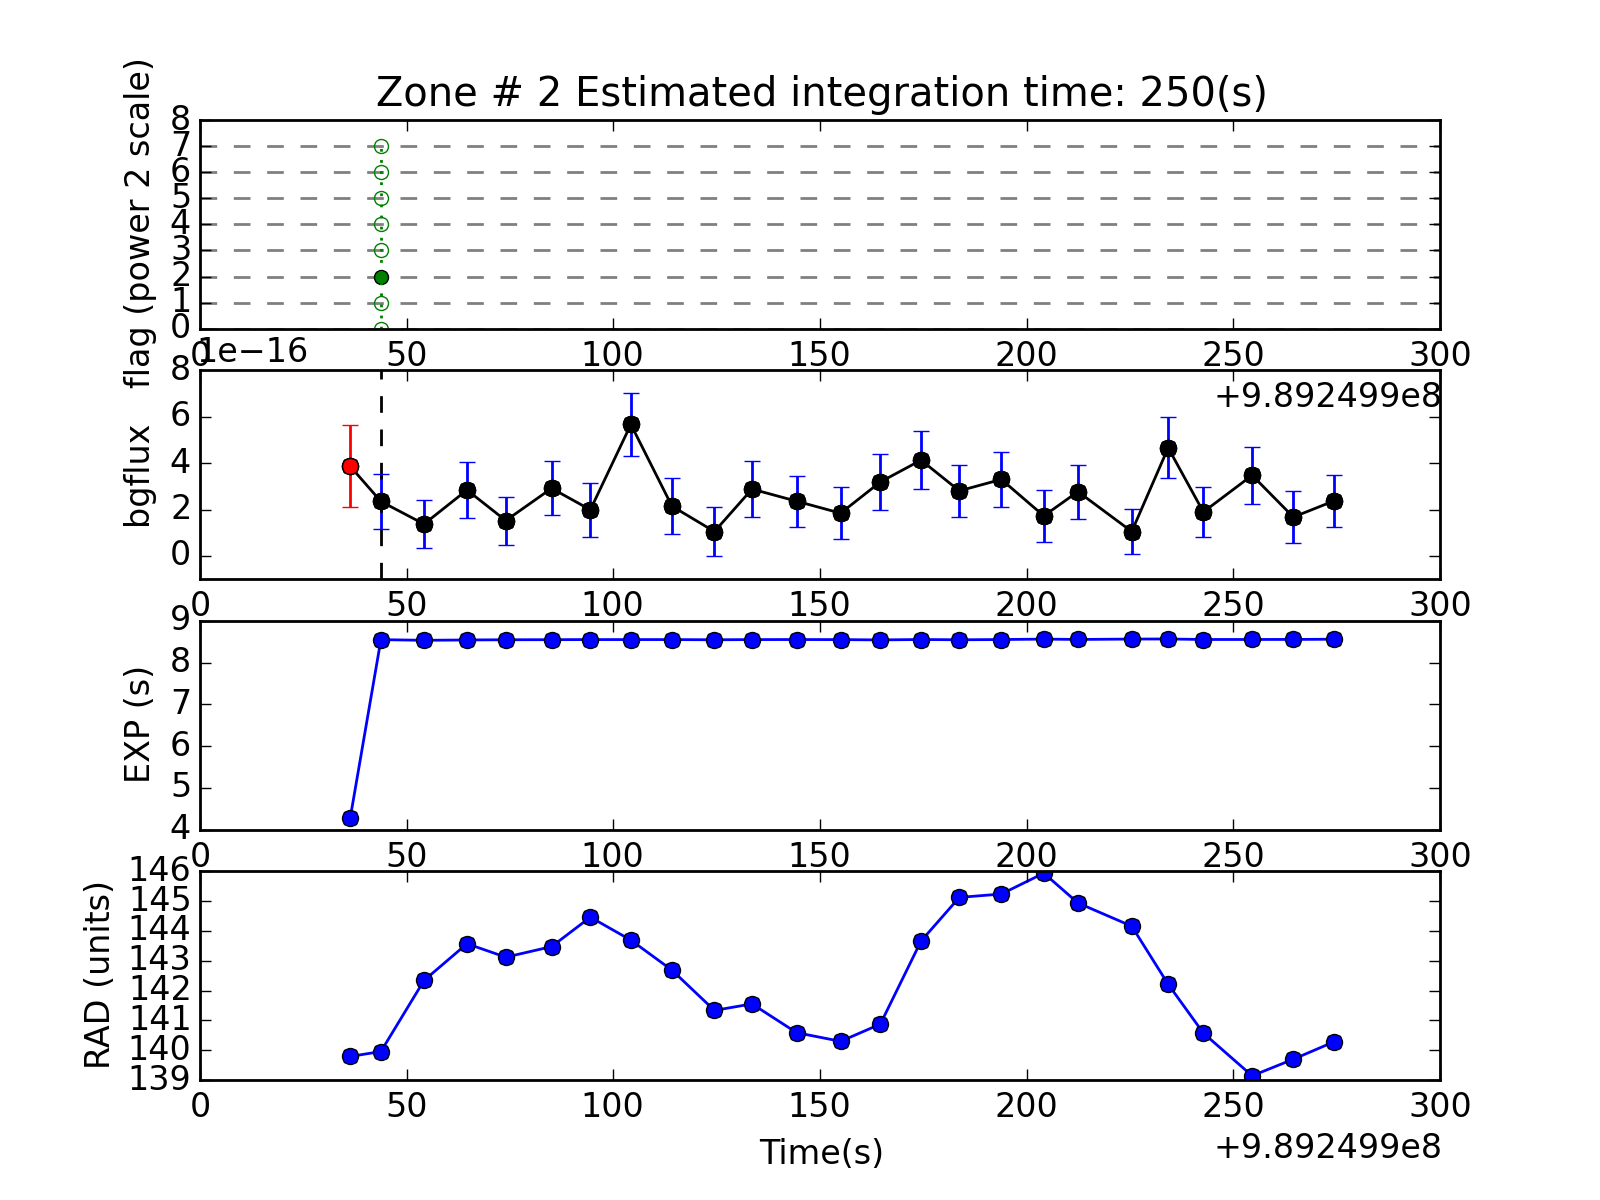 Zone # 2 Estimated integration time: 250(s)
flag (power 2 scale)
8
7
6
5
4
3
2
1
0
0 50 100 150 200 250 300
1e−16
+9.892499e8
bgflux
8
6
4
2
0
0 50 100 150 200 250 300
EXP (s)
9
8
7
6
5
4
0 50 100 150 200 250 300
RAD (units)
146
145
144
143
142
141
140
139
0 50 100 150 200 250 300
Time(s)
+9.892499e8